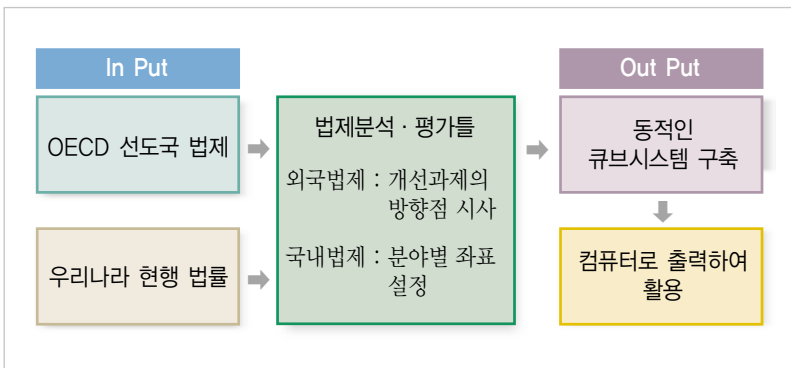 In Put
OECD 선도국 법제
우리나라 현행 법률
법제분석 · 평가틀
외국법제 : 개선과제의
방향점 시사
국내법제 : 분야별 좌표
설정
Out Put
동적인
큐브시스템 구축
컴퓨터로 출력하여
활용